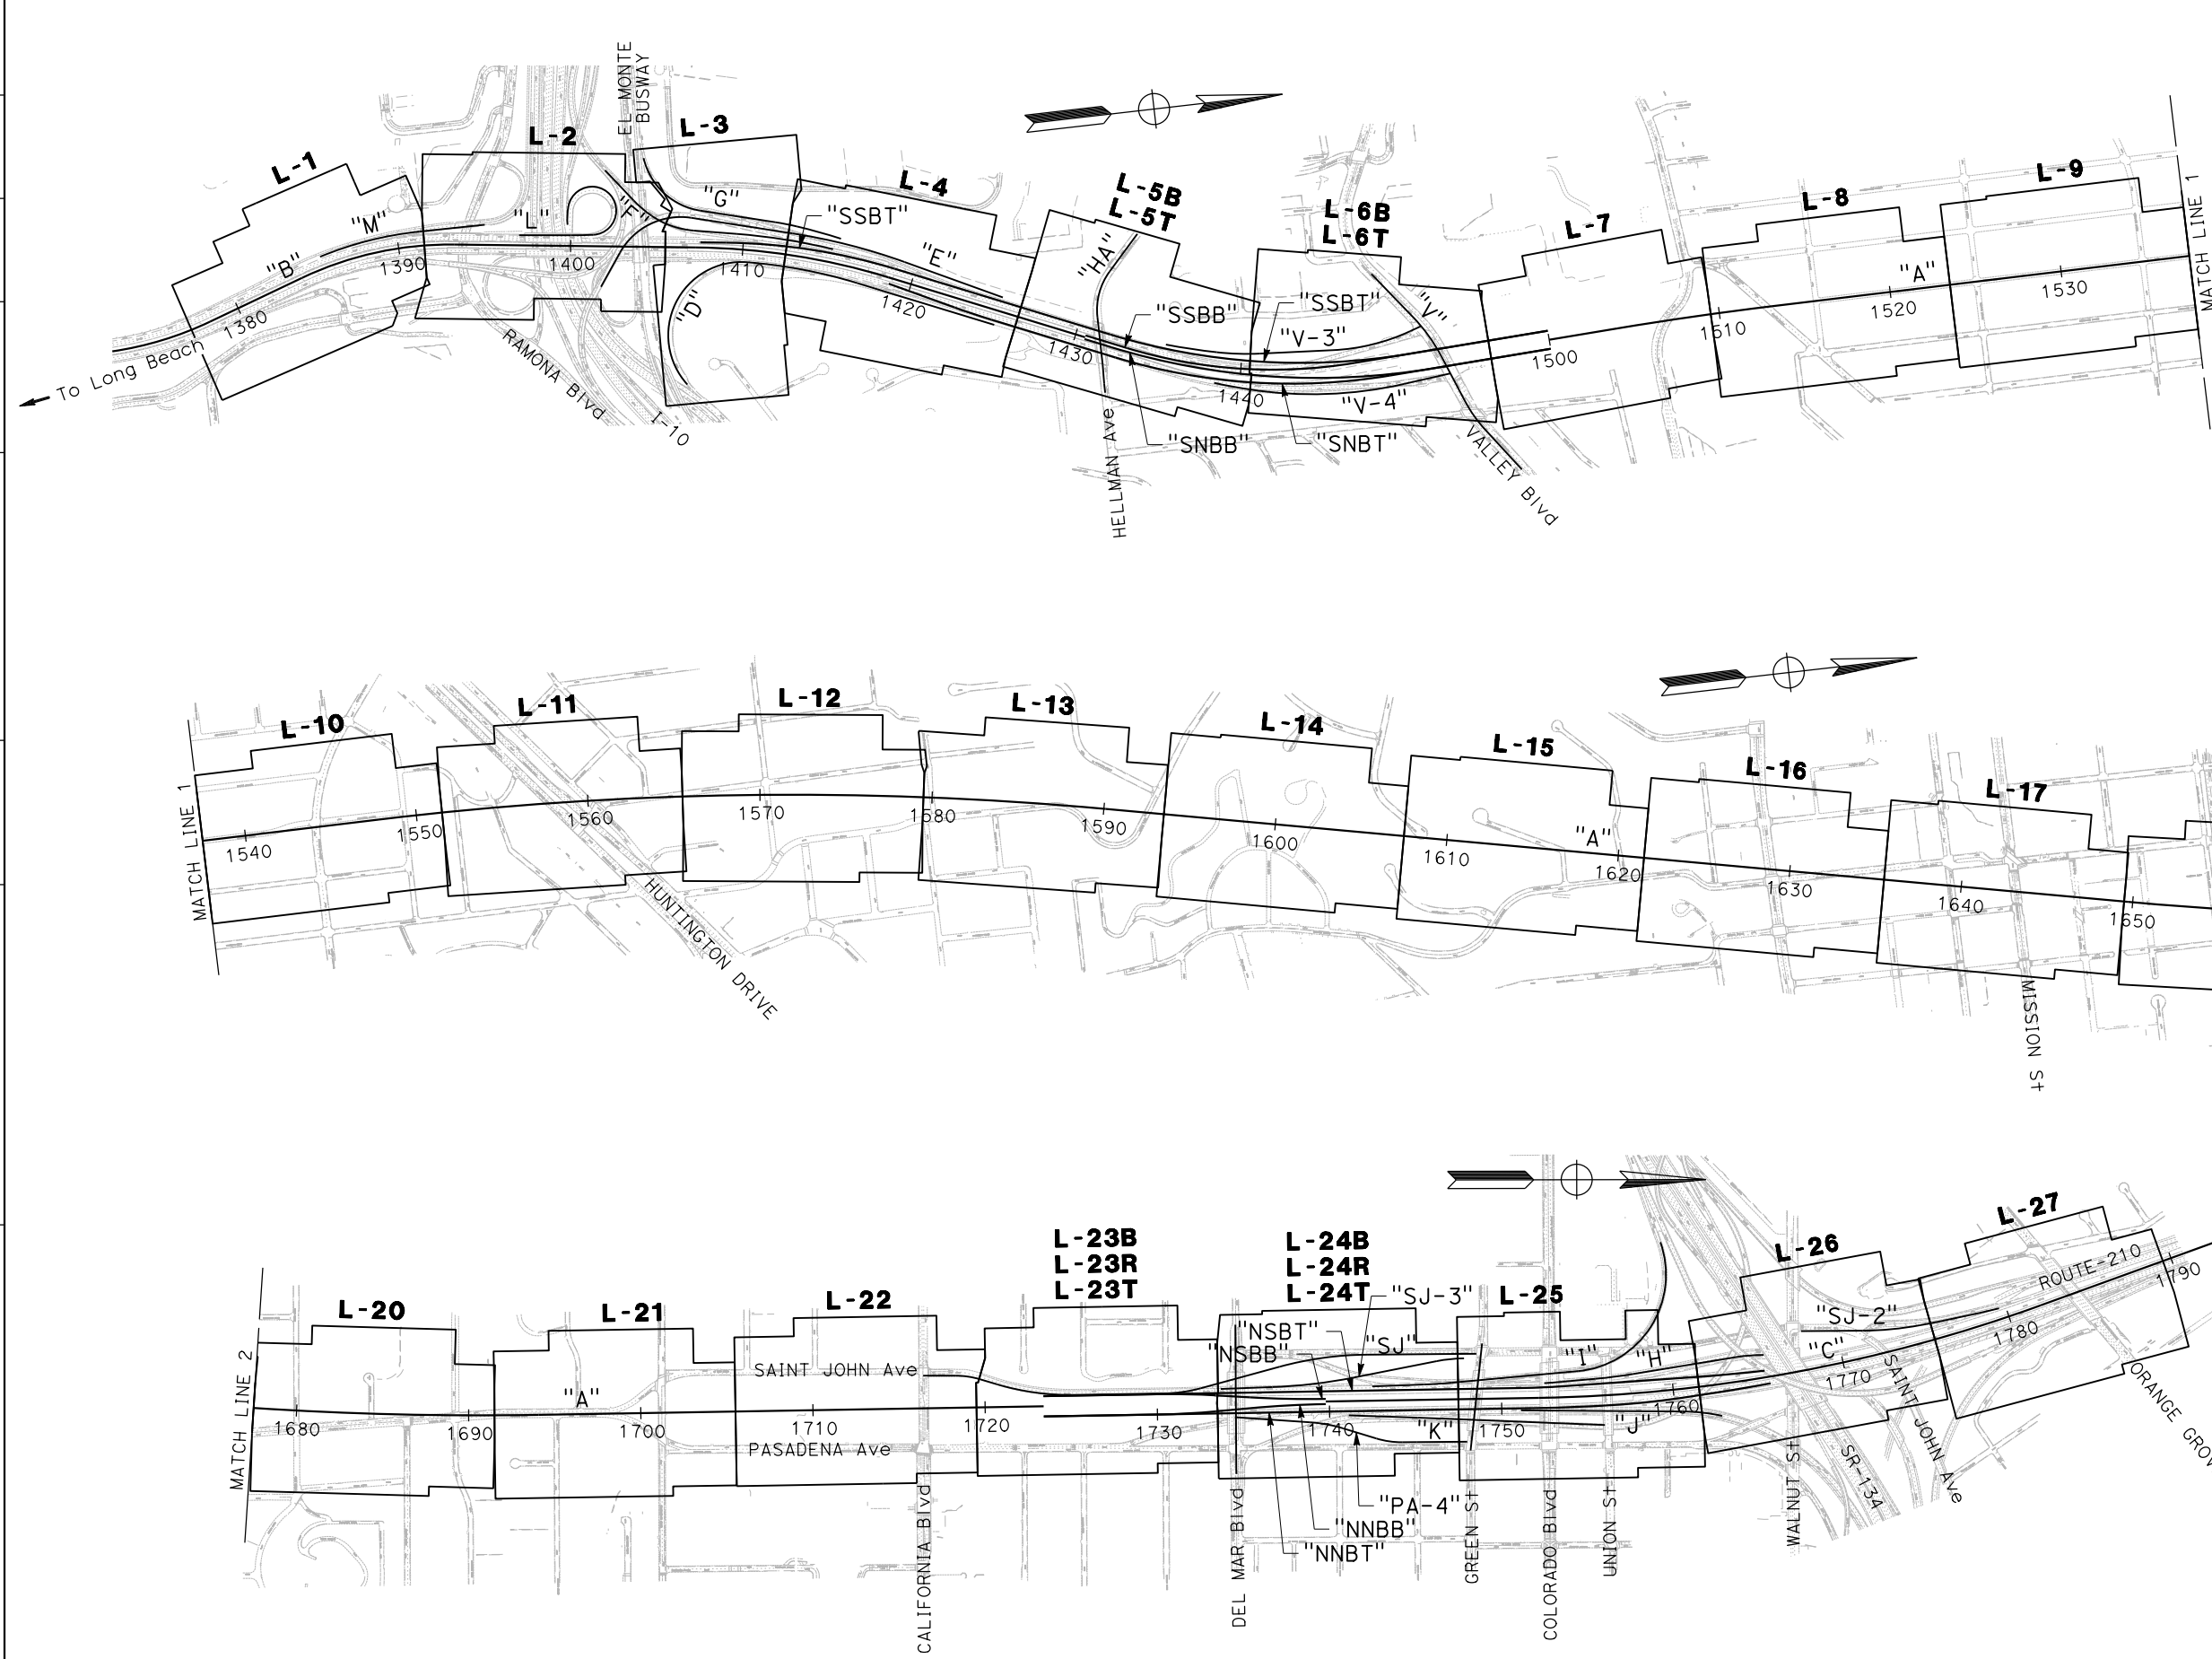 EL MONTE
BUSWAY
L-1
L-2
L-3
L-4
L-5B
L-5T
L-6B
L-6T
L-7
L-8
L-9
"B"
"M"
"L"
"F"
"G"
"SSBT"
"E"
"D"
"HA"
"SSBB"
"SSBT"
"V-3"
"V"
"V-4"
"SNBB"
"SNBT"
"A"
1380
1390
1400
1410
1420
1430
1440
1500
1510
1520
1530
To Long Beach
RAMONA Blvd
I-10
HELLMAN Ave
VALLEY Blvd
MATCH LINE 1
MATCH LINE 1
L-10
L-11
L-12
L-13
L-14
L-15
L-16
L-17
1540
1550
1560
1570
1580
1590
1600
1610
"A"
1620
1630
1640
1650
HUNTINGTON DRIVE
MISSION St
MATCH LINE 2
L-20
L-21
L-22
L-23B
L-23R
L-23T
L-24B
L-24R
L-24T
L-25
L-26
L-27
"SJ-3"
"NSBT"
"NSBB"
"SJ"
"I"
"H"
"SJ-2"
"C"
ROUTE-210
"A"
SAINT JOHN Ave
PASADENA Ave
1680
1690
1700
1710
1720
1730
1740
1750
1760
1770
1780
1790
"K"
"J"
"PA-4"
"NNBB"
"NNBT"
CALIFORNIA Blvd
DEL MAR Blvd
GREEN St
COLORADO Blvd
UNION St
WALNUT St
SR-134
SAINT JOHN Ave
ORANGE GROV